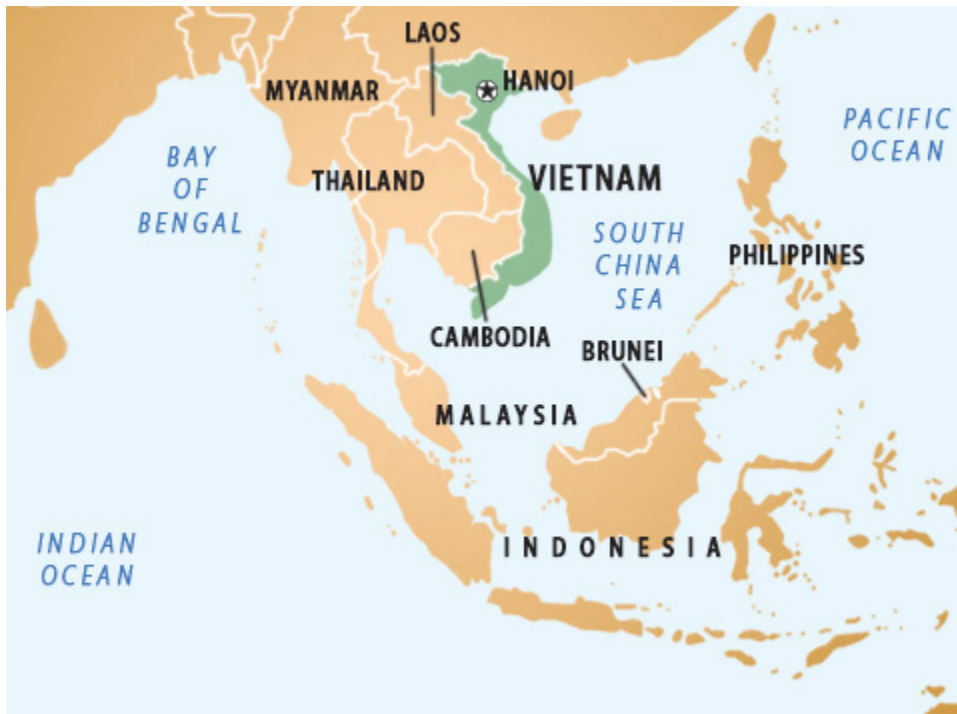 LAOS
HANOI
MYANMAR
PACIFIC
OCEAN
BAY
OF
BENGAL
THAILAND
VIETNAM
SOUTH
CHINA
SEA
PHILIPPINES
CAMBODIA
BRUNEI
MALAYSIA
INDIAN
OCEAN
INDONESIA